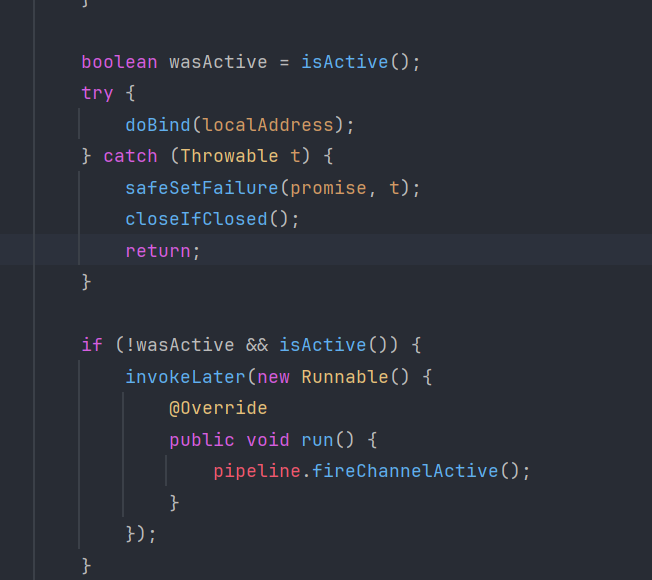 }
boolean wasActive = isActive();
try {
doBind(localAddress);
} catch (Throwable t) {
safeSetFailure(promise, t);
closeIfClosed();
return;
}
if (!wasActive && isActive()) {
invokeLater(new Runnable() {
@Override
public void run() {
pipeline.fireChannelActive();
}
});
}